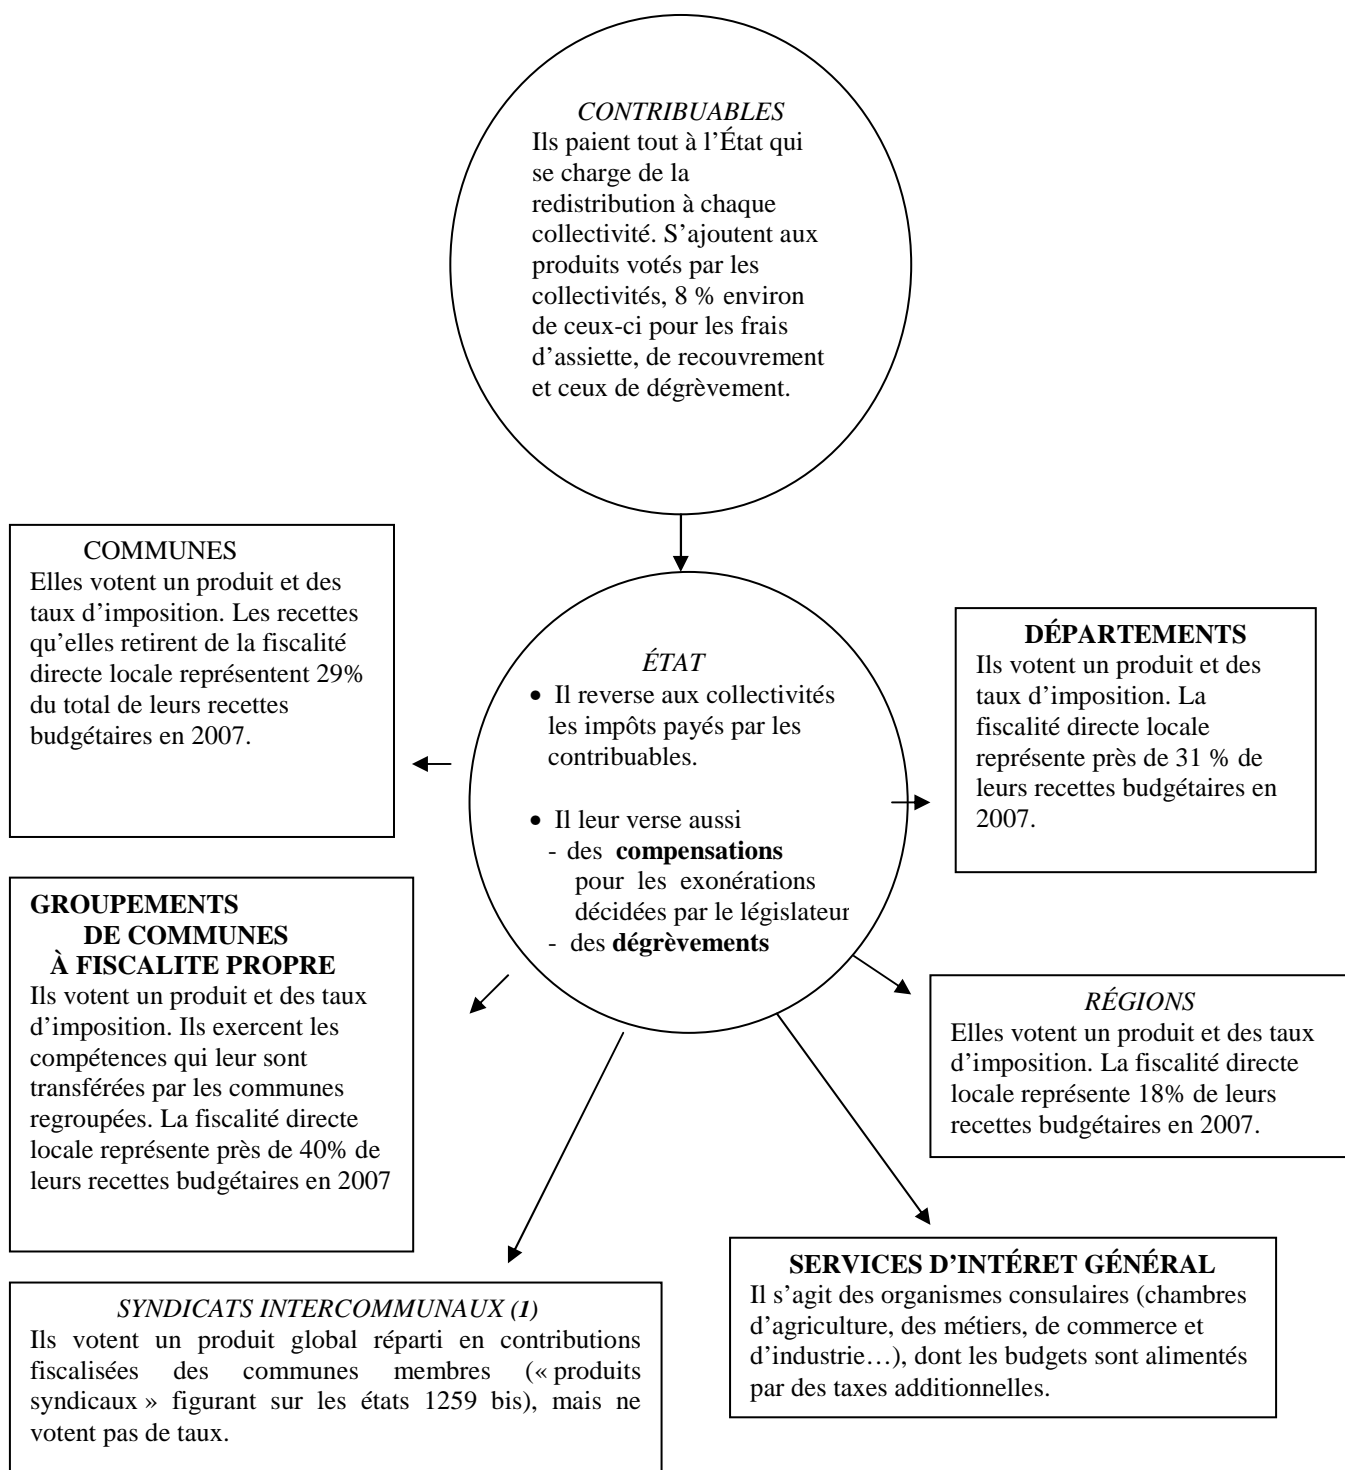 CONTRIBUABLES
Ils paient tout à l’État qui
se charge de la
redistribution à chaque
collectivité. S’ajoutent aux
produits votés par les
collectivités, 8 % environ
de ceux-ci pour les frais
d’assiette, de recouvrement
et ceux de dégrèvement.
COMMUNES
Elles votent un produit et des
taux d’imposition. Les recettes
qu’elles retirent de la fiscalité
directe locale représentent 29%
du total de leurs recettes
budgétaires en 2007.
ÉTAT
• Il reverse aux collectivités
les impôts payés par les
contribuables.
• Il leur verse aussi
- des compensations
pour les exonérations
décidées par le législateur
- des dégrèvements
DÉPARTEMENTS
Ils votent un produit et des
taux d’imposition. La
fiscalité directe locale
représente près de 31 % de
leurs recettes budgétaires en
2007.
GROUPEMENTS
DE COMMUNES
À FISCALITE PROPRE
Ils votent un produit et des taux
d’imposition. Ils exercent les
compétences qui leur sont
transférées par les communes
regroupées. La fiscalité directe
locale représente près de 40% de
leurs recettes budgétaires en 2007
RÉGIONS
Elles votent un produit et des taux
d’imposition. La fiscalité directe
locale représente 18% de leurs
recettes budgétaires en 2007.
SYNDICATS INTERCOMMUNAUX (1)
Ils votent un produit global réparti en contributions
fiscalisées des communes membres (« produits
syndicaux » figurant sur les états 1259 bis), mais ne
votent pas de taux.
SERVICES D’INTÉRET GÉNÉRAL
Il s’agit des organismes consulaires (chambres
d’agriculture, des métiers, de commerce et
d’industrie…), dont les budgets sont alimentés
par des taxes additionnelles.